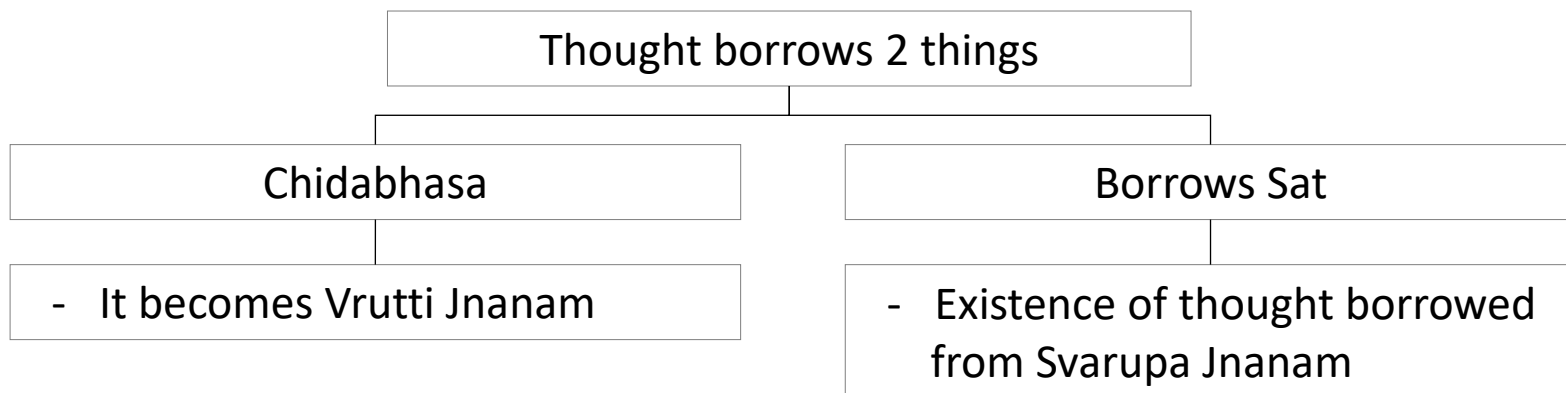 Thought borrows 2 things
Chidabhasa
Borrows Sat
- It becomes Vrutti Jnanam
- Existence of thought borrowed
from Svarupa Jnanam